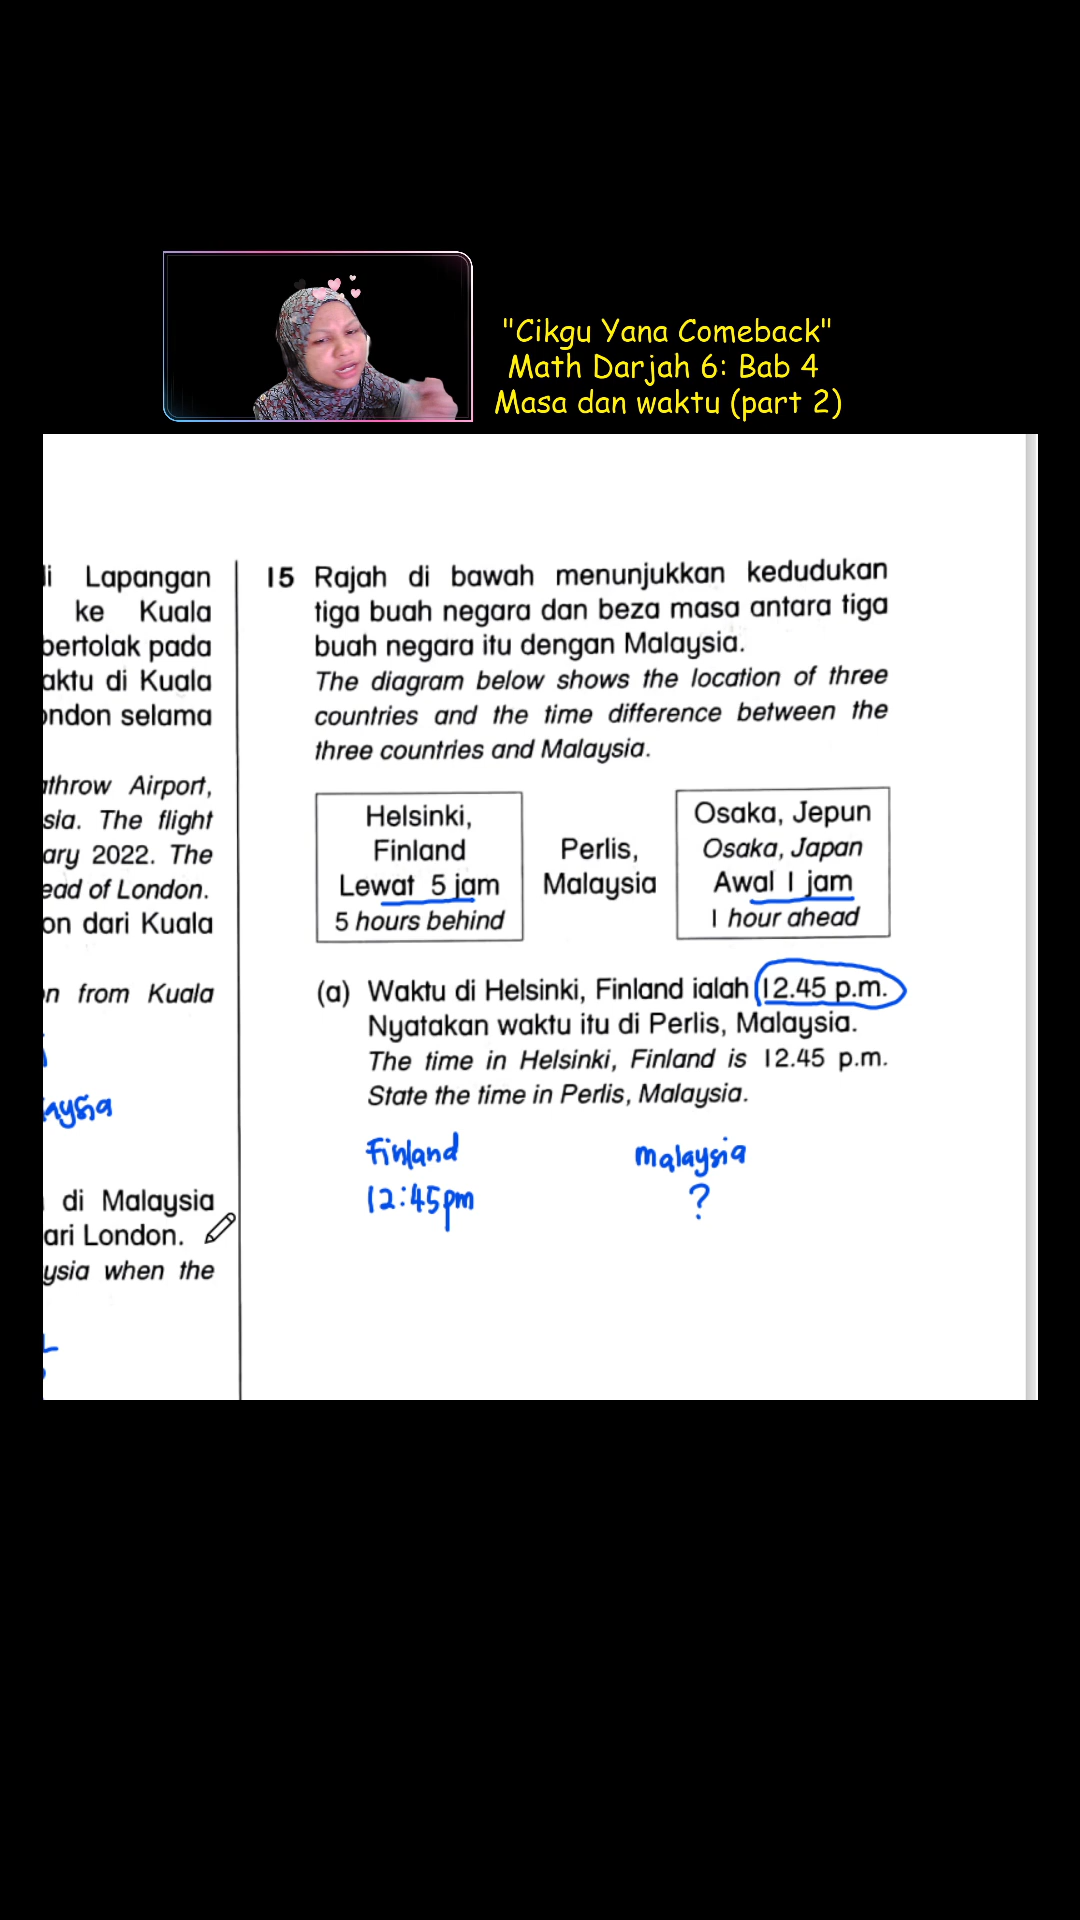 "Cikgu Yana Comeback"
Math Darjah 6: Bab 4
Masa dan waktu (part 2)
Lapangan
ke Kuala
bertolak pada
aktu di Kuala
ondon selama
throw Airport,
sia. The flight
ary 2022. The
ead of London.
on dari Kuala
n from Kuala
aysia
di Malaysia
ari London.
ysia when the
15 Rajah di bawah menunjukkan kedudukan
tiga buah negara dan beza masa antara tiga
buah negara itu dengan Malaysia.
The diagram below shows the location of three
countries and the time difference between the
three countries and Malaysia.
Helsinki,
Finland
Lewat 5 jam
5 hours behind
Perlis,
Malaysia
Osaka, Jepun
Osaka, Japan
Awal 1 jam
1 hour ahead
(a) Waktu di Helsinki, Finland ialah 12.45 p.m.
Nyatakan waktu itu di Perlis, Malaysia.
The time in Helsinki, Finland is 12.45 p.m.
State the time in Perlis, Malaysia.
Finland
12:45pm
malaysia
?